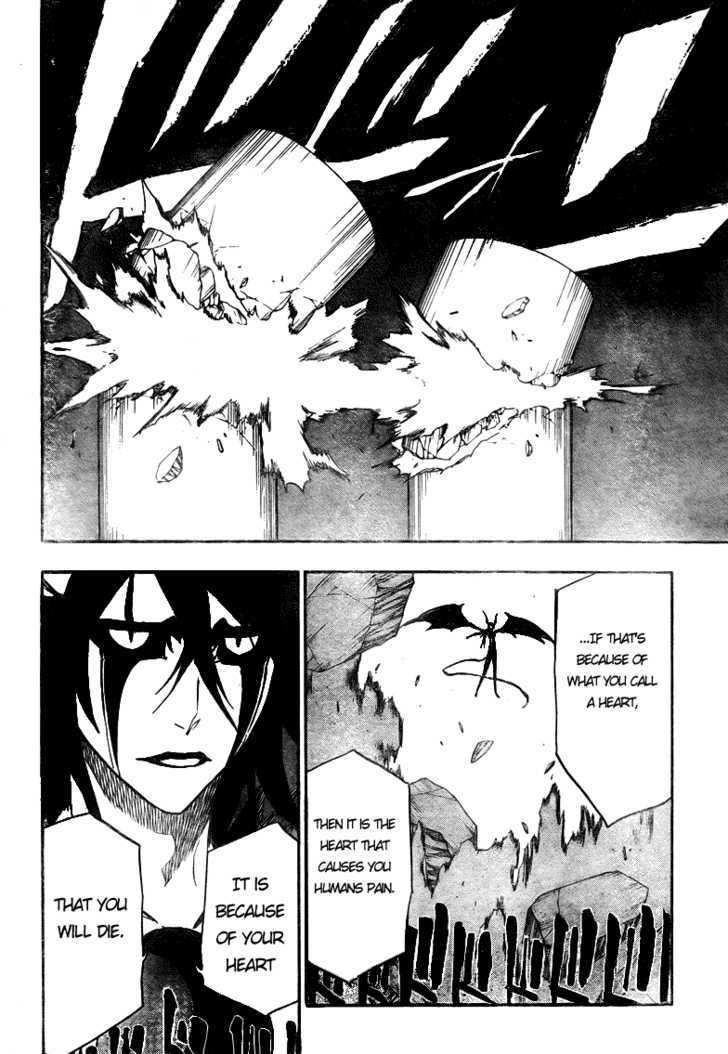 ...IF THAT'S
BECAUSE OF
WHAT YOU CALL
A HEART,
THEN IT IS THE
HEART THAT
CAUSES YOU
HUMANS PAIN.
IT IS
BECAUSE
OF YOUR
HEART
THAT YOU
WILL DIE.